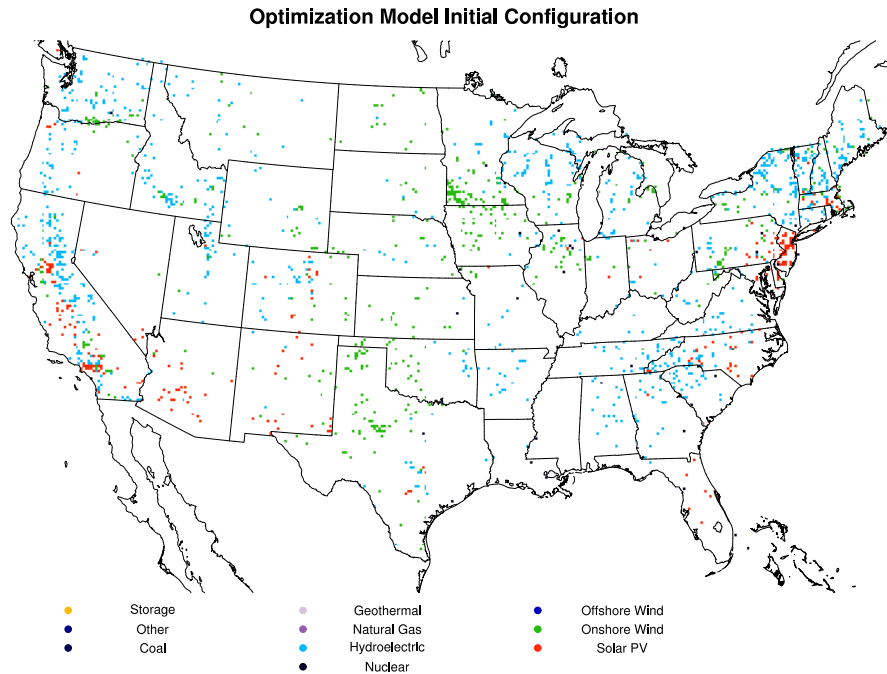 Optimization Model Initial Configuration
Storage
Other
Coal
Geothermal
Natural Gas
Hydroelectric
Nuclear
Offshore Wind
Onshore Wind
Solar PV